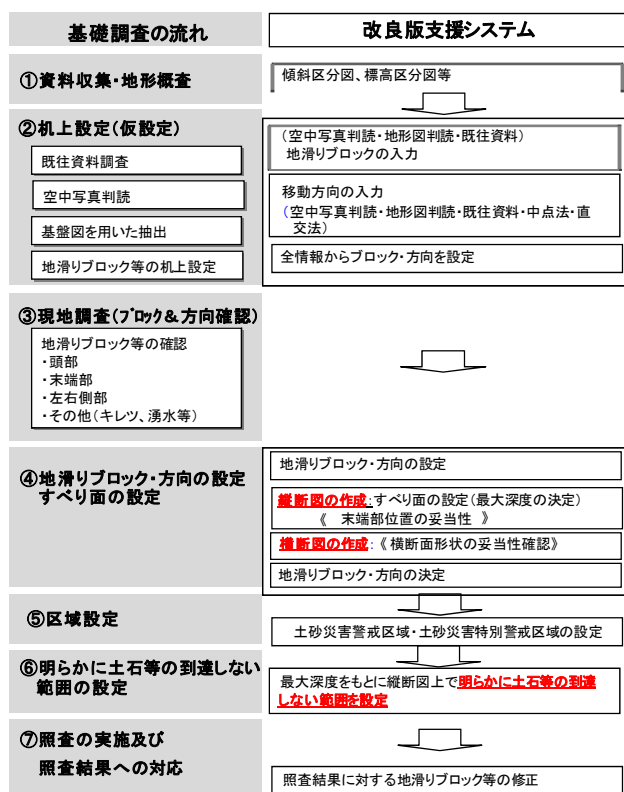 基礎調査の流れ
改良版支援システム
①資料収集・地形概査
傾斜区分図、標高区分図等
②机上設定(仮設定)
既往資料調査
空中写真判読
基盤図を用いた抽出
地滑りブロック等の机上設定
(空中写真判読・地形図判読・既往資料)
地滑りブロックの入力
移動方向の入力
(空中写真判読・地形図判読・既往資料・中点法・直
交法)
全情報からブロック・方向を設定
③現地調査(ブロック&方向確認)
地滑りブロック等の確認
・頭部
・末端部
・左右側部
・その他(キレツ、湧水等)
④地滑りブロック・方向の設定
すべり面の設定
地滑りブロック・方向の設定
縦断図の作成:すべり面の設定(最大深度の決定)
《 末端部位置の妥当性 》
横断図の作成:《横断面形状の妥当性確認》
地滑りブロック・方向の決定
⑤区域設定
土砂災害警戒区域・土砂災害特別警戒区域の設定
⑥明らかに土石等の到達しない
範囲の設定
最大深度をもとに縦断図上で明らかに土石等の到達
しない範囲を設定
⑦照査の実施及び
照査結果への対応
照査結果に対する地滑りブロック等の修正